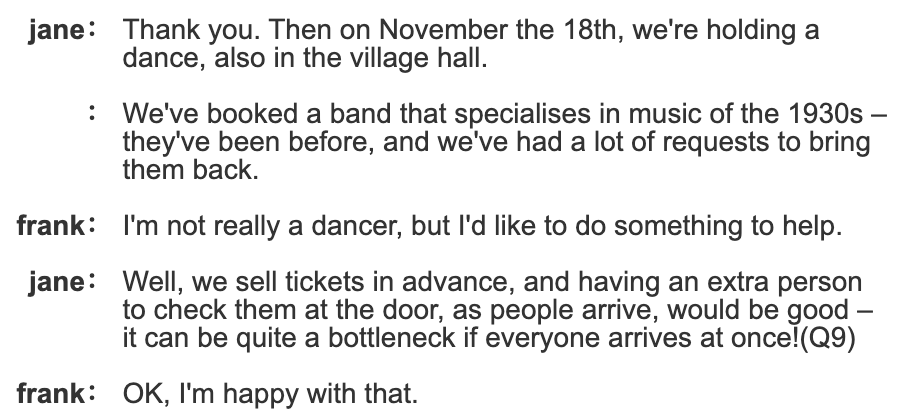 jane： Thank you. Then on November the 18th, we're holding a
dance, also in the village hall.
： We've booked a band that specialises in music of the 1930s –
they've been before, and we've had a lot of requests to bring
them back.
frank： I'm not really a dancer, but I'd like to do something to help.
jane： Well, we sell tickets in advance, and having an extra person
to check them at the door, as people arrive, would be good –
it can be quite a bottleneck if everyone arrives at once!(Q9)
frank： OK, I'm happy with that.